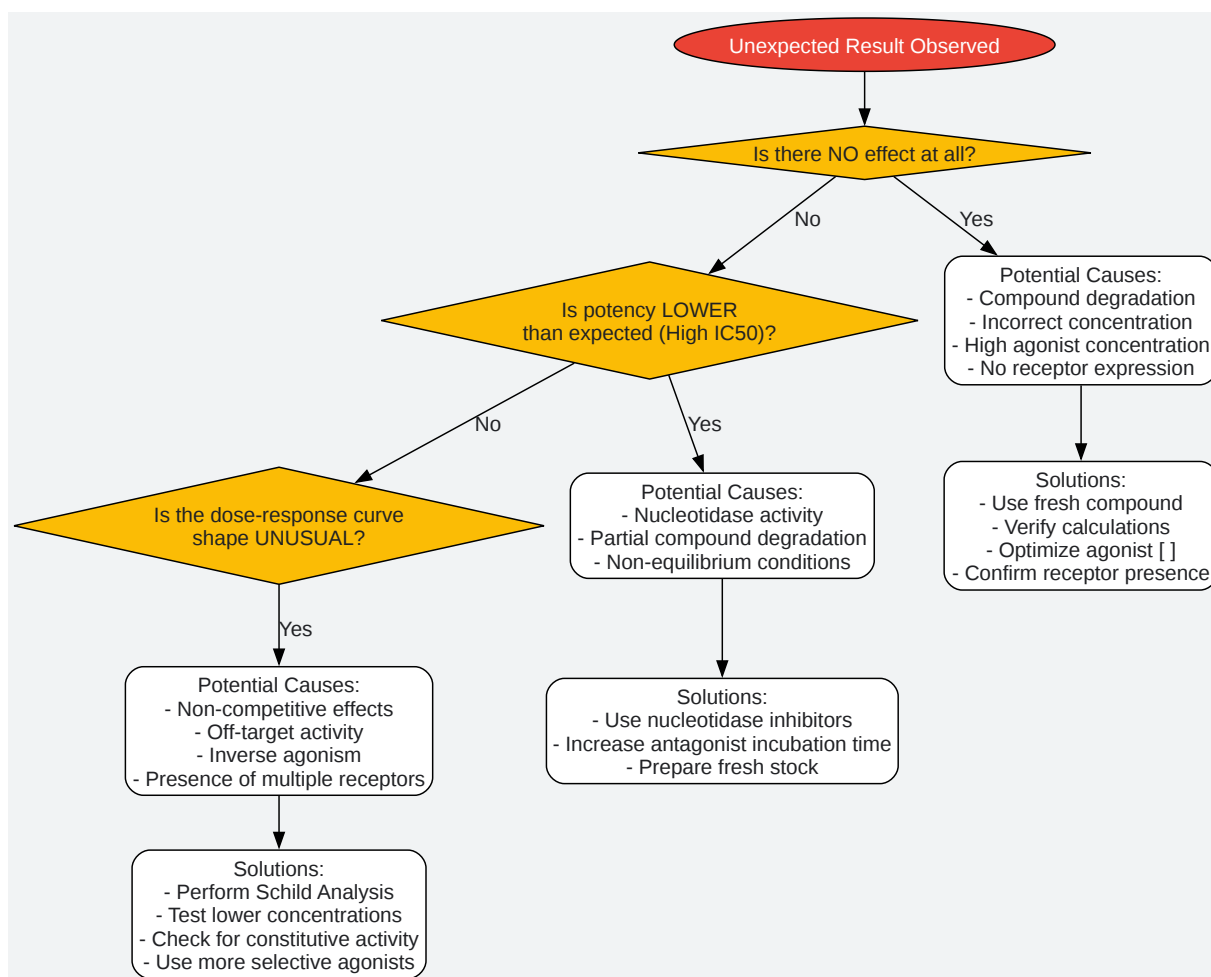 Unexpected Result Observed
Is there NO effect at all?
No
Yes
Is potency LOWER
than expected (High IC50)?
Potential Causes:
- Compound degradation
- Incorrect concentration
- High agonist concentration
- No receptor expression
No
Yes
Is the dose-response curve
shape UNUSUAL?
Potential Causes:
- Nucleotidase activity
- Partial compound degradation
- Non-equilibrium conditions
Solutions:
- Use fresh compound
- Verify calculations
- Optimize agonist [ ]
- Confirm receptor presence
Yes
Potential Causes:
- Non-competitive effects
- Off-target activity
- Inverse agonism
- Presence of multiple receptors
Solutions:
- Use nucleotidase inhibitors
- Increase antagonist incubation time
- Prepare fresh stock
Solutions:
- Perform Schild Analysis
- Test lower concentrations
- Check for constitutive activity
- Use more selective agonists